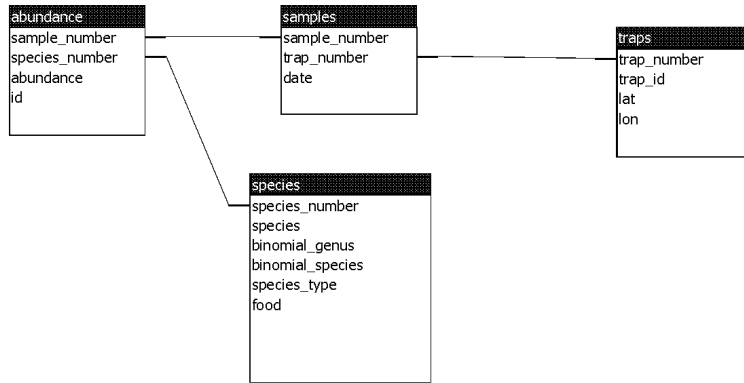 abundance
sample_number
species_number
abundance
id
samples
sample_number
trap_number
date
traps
trap_number
trap_id
lat
lon
species
species_number
species
binomial_genus
binomial_species
species_type
food